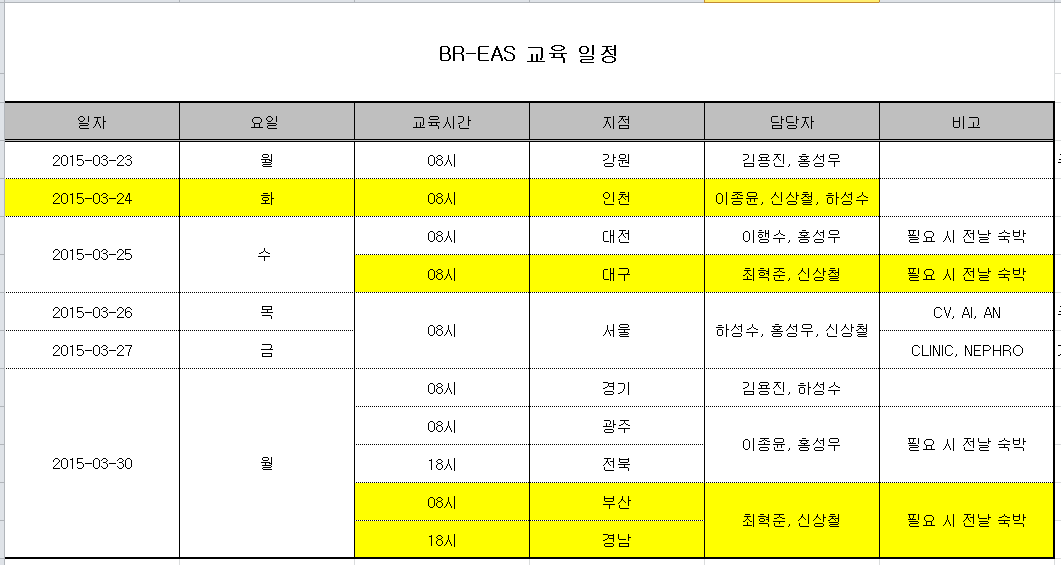 BR-EAS 교육 일정
일자 요일 교육시간 지점 담당자 비고
2015-03-23 월 08시 강원 김용진, 홍성우
2015-03-24 화 08시 인천 이종윤, 신상철, 하성수
2015-03-25 수 08시 대전 이행수, 홍성우 필요 시 전날 숙박
08시 대구 최혁준, 신상철 필요 시 전날 숙박
2015-03-26 목 08시 서울 하성수, 홍성우, 신상철 CV, AI, AN
2015-03-27 금 CLINIC, NEPHRO
2015-03-30 월 08시 경기 김용진, 하성수
08시 광주 이종윤, 홍성우 필요 시 전날 숙박
18시 전북
08시 부산 최혁준, 신상철 필요 시 전날 숙박
18시 경남